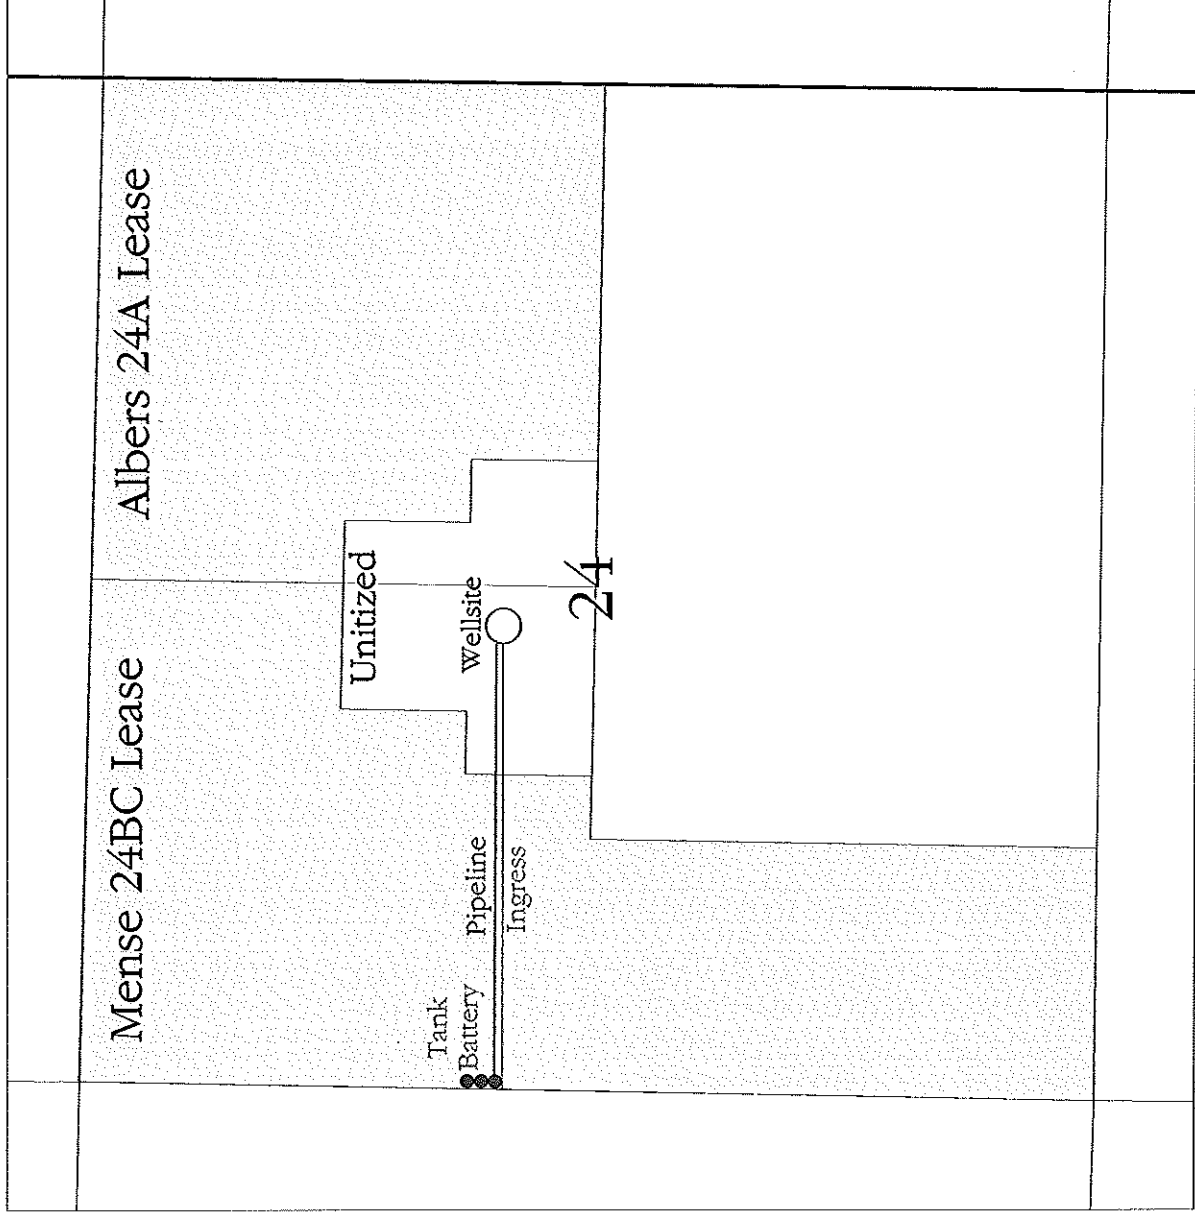 Mense 24BC Lease
Albers 24A Lease
Unitized
Wellsite
Tank
Battery
Pipeline
Ingress
24